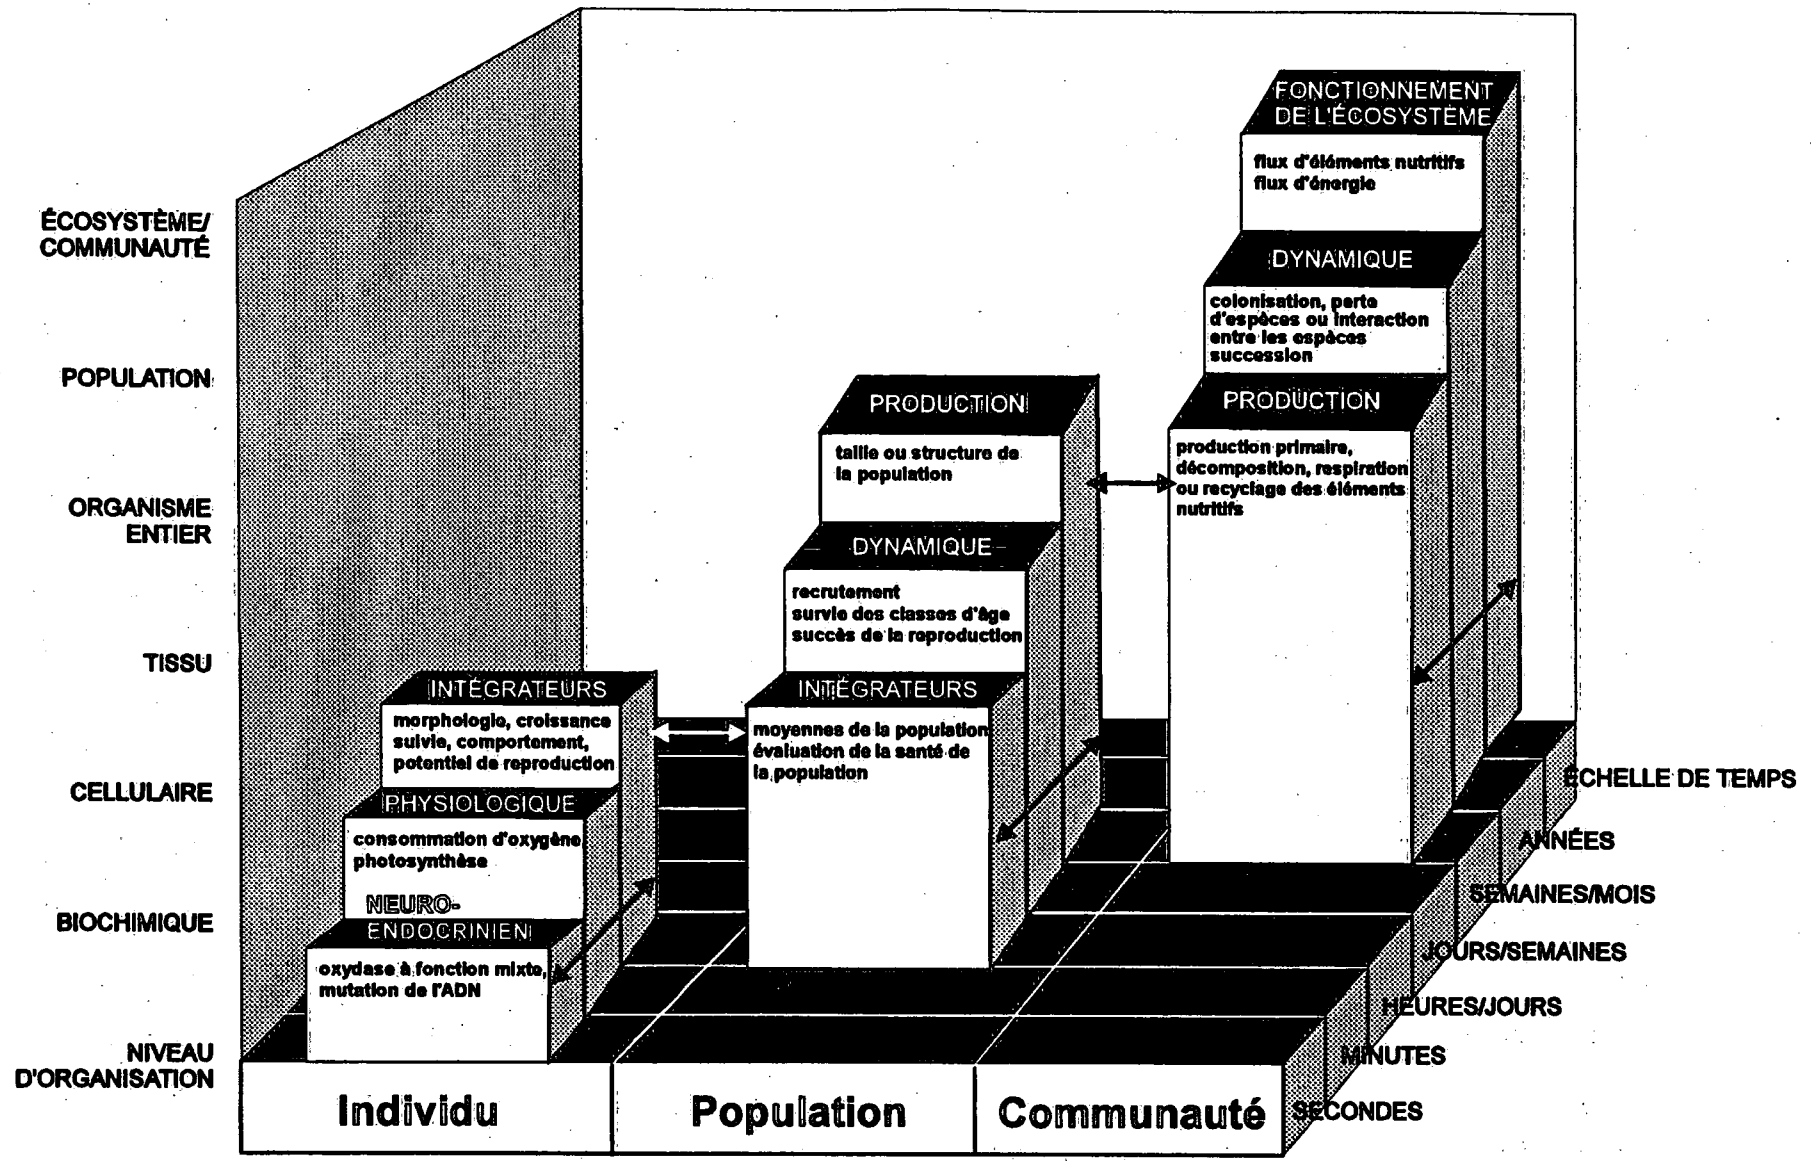 FONCTIONNEMENT
DE L'ÉCOSYSTÈME
flux d'éléments nutritifs
flux d'énergie
DYNAMIQUE
colonisation, perte
d'espèces ou interaction
entre les espèces
succession
PRODUCTION
production primaire,
décomposition, respiration
ou recyclage des éléments
nutritifs
PRODUCTION
taille ou structure de
la population
DYNAMIQUE
recrutement
survie des classes d'âge
succès de la reproduction
INTÉGRATEURS
moyennes de la population
évaluation de la santé de
la population
INTÉGRATEURS
morphologie, croissance
suivie, comportement,
potentiel de reproduction
PHYSIOLOGIQUE
consommation d'oxygène
photosynthèse
NEURO-
ENDOCRINIEN
oxydase à fonction mixte,
mutation de l'ADN
ÉCOSYSTÈME/
COMMUNAUTÉ
POPULATION
ORGANISME
ENTIER
TISSU
CELLULAIRE
BIOCHIMIQUE
NIVEAU
D'ORGANISATION
Individu
Population
Communauté
ÉCHELLE DE TEMPS
ANNÉES
SEMAINES/MOIS
JOURS/SEMAINES
HEURES/JOURS
MINUTES
SECONDES